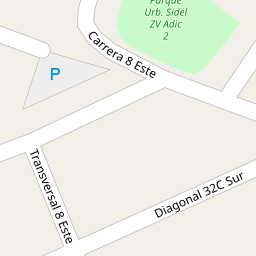 Parque
Urb. Sidel
ZV Adic
2
Carrera 8 Este
P
Transversal 8 Este
Diagonal 32C Sur